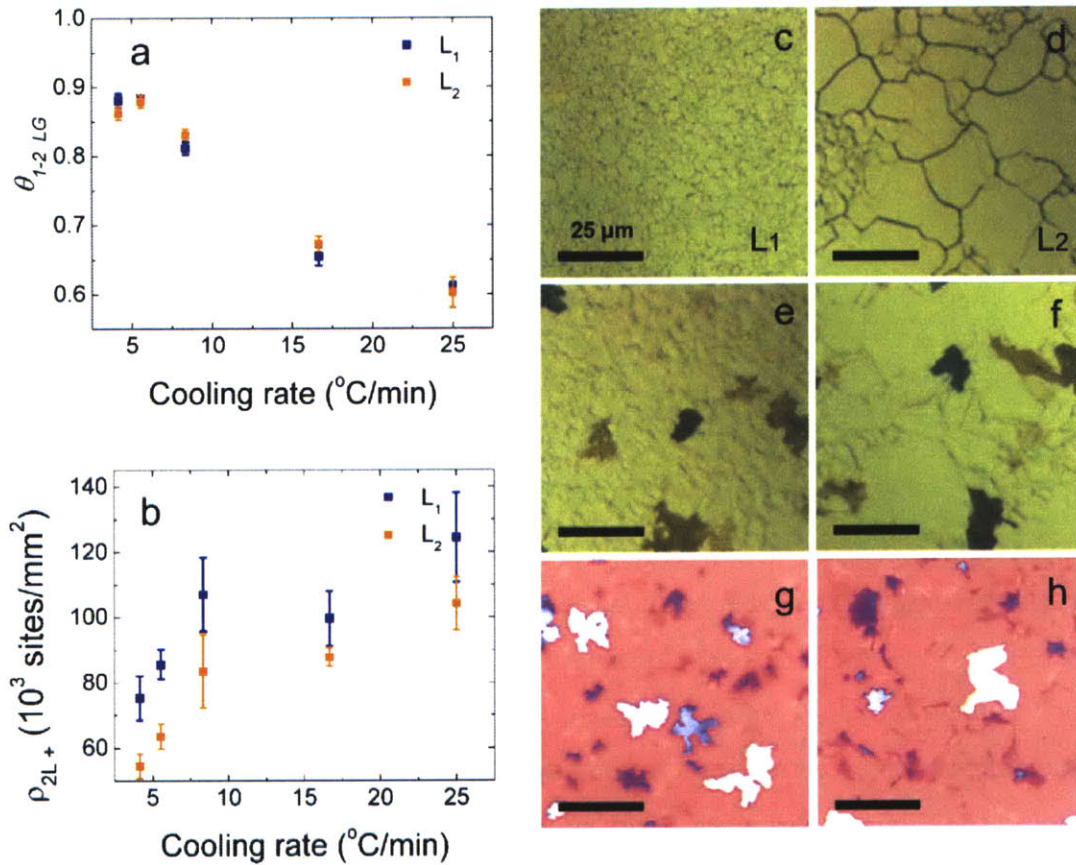 1.0
a
L₁
L₂
0.9
0.8
0.7
0.6
θ₁₋₂ LG
5 10 15 20 25
Cooling rate (°C/min)
140
b
L₁
L₂
120
100
80
60
ρ₂L + (10³ sites/mm²)
5 10 15 20 25
Cooling rate (°C/min)
c
25 µm
L1
d
L2
e
f
g
h